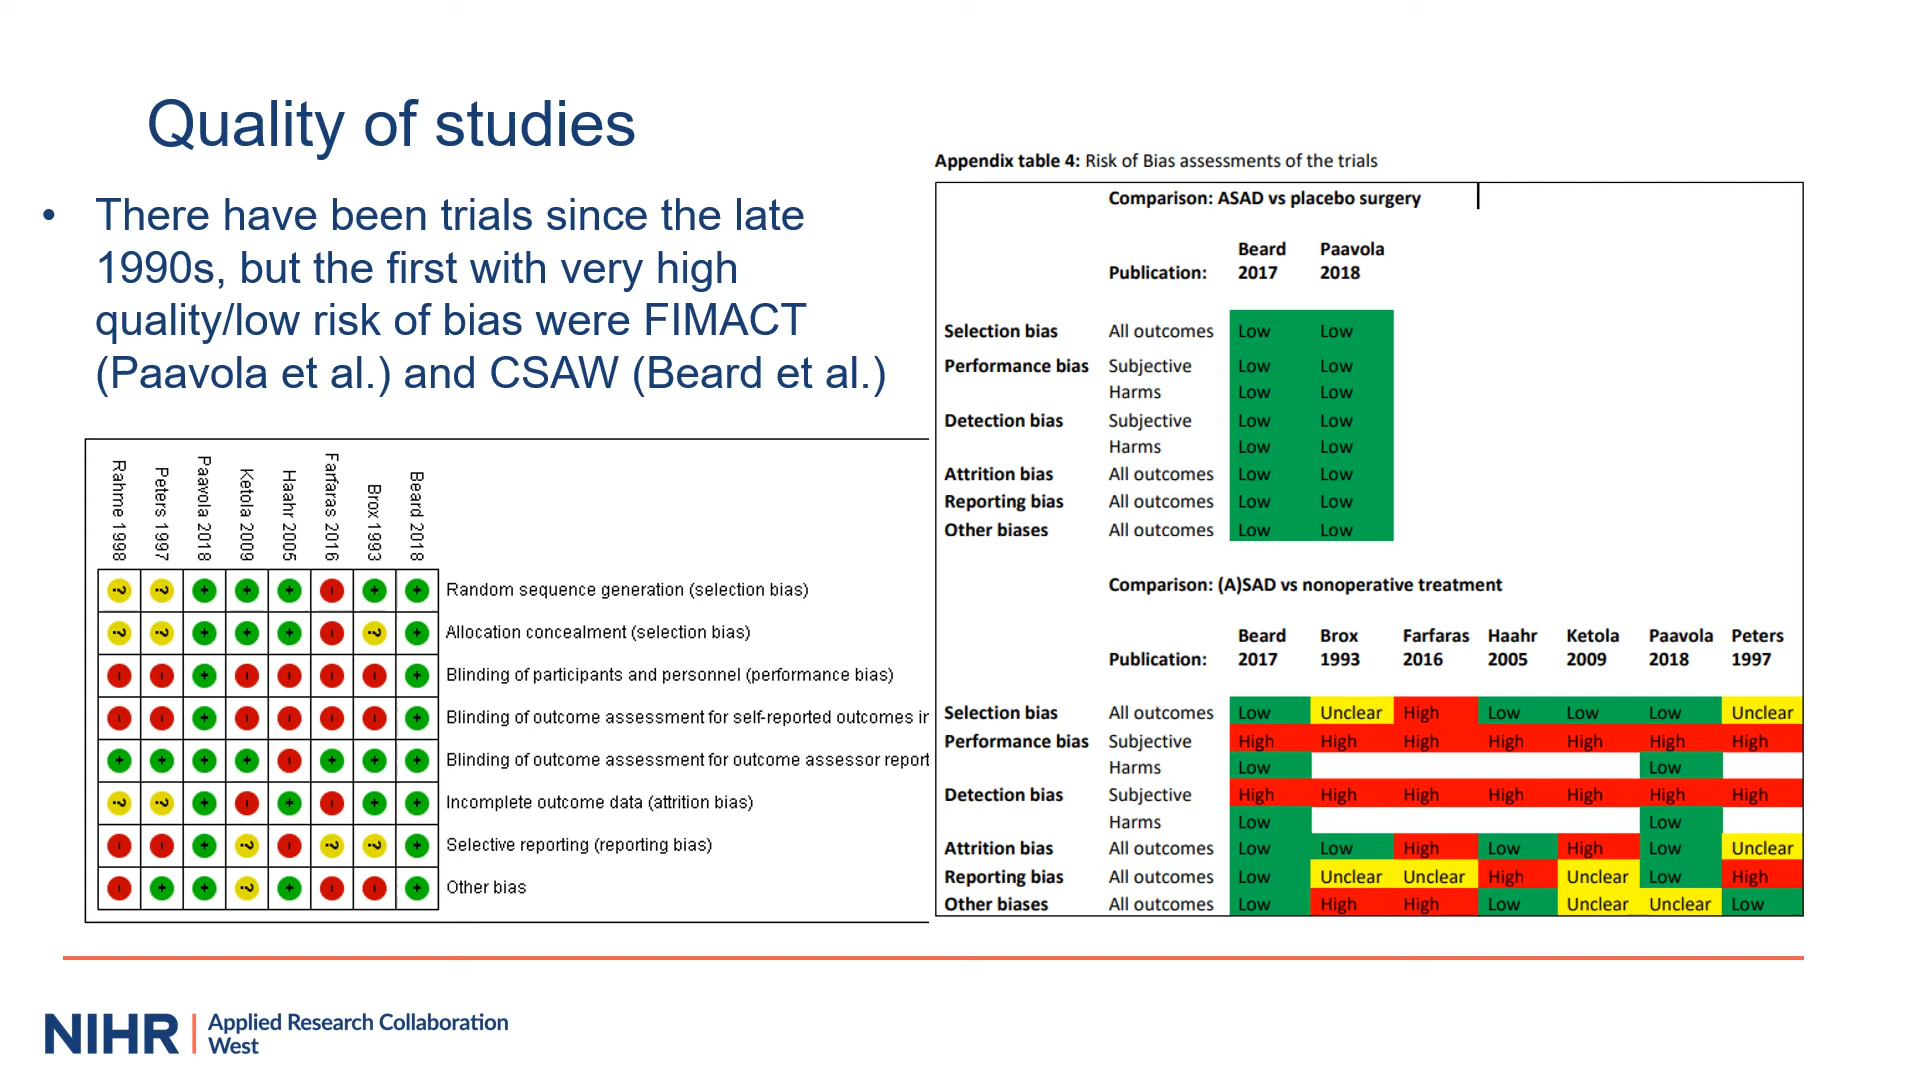 Quality of studies
• There have been trials since the late
1990s, but the first with very high
quality/low risk of bias were FIMACT
(Paavola et al.) and CSAW (Beard et al.)
Rahme 1998
Peters 1997
Paavola 2018
Ketola 2009
Haahr 2005
Farfaras 2016
Brox 1993
Beard 2018
? ? + + + - + + Random sequence generation (selection bias)
? ? + + + - ? + Allocation concealment (selection bias)
- - + - - - - + Blinding of participants and personnel (performance bias)
- - + - - - - + Blinding of outcome assessment for self-reported outcomes in
+ + + + - + + + Blinding of outcome assessment for outcome assessor report
? ? + - + - + + Incomplete outcome data (attrition bias)
- - + ? - ? ? + Selective reporting (reporting bias)
- + + ? + - - + Other bias
Appendix table 4: Risk of Bias assessments of the trials
Comparison: ASAD vs placebo surgery
Beard Paavola
Publication: 2017 2018
Selection bias All outcomes Low Low
Performance bias Subjective Low Low
Harms Low Low
Detection bias Subjective Low Low
Harms Low Low
Attrition bias All outcomes Low Low
Reporting bias All outcomes Low Low
Other biases All outcomes Low Low
Comparison: (A)SAD vs nonoperative treatment
Beard Brox Farfaras Haahr Ketola Paavola Peters
Publication: 2017 1993 2016 2005 2009 2018 1997
Selection bias All outcomes Low Unclear High Low Low Low Unclear
Performance bias Subjective High High High High High High High
Harms Low Low
Detection bias Subjective High High High High High High High
Harms Low Low
Attrition bias All outcomes Low Low High Low High Low Unclear
Reporting bias All outcomes Low Unclear Unclear High Unclear Low High
Other biases All outcomes Low High High Low Unclear Unclear Low
NIHR | Applied Research Collaboration
West